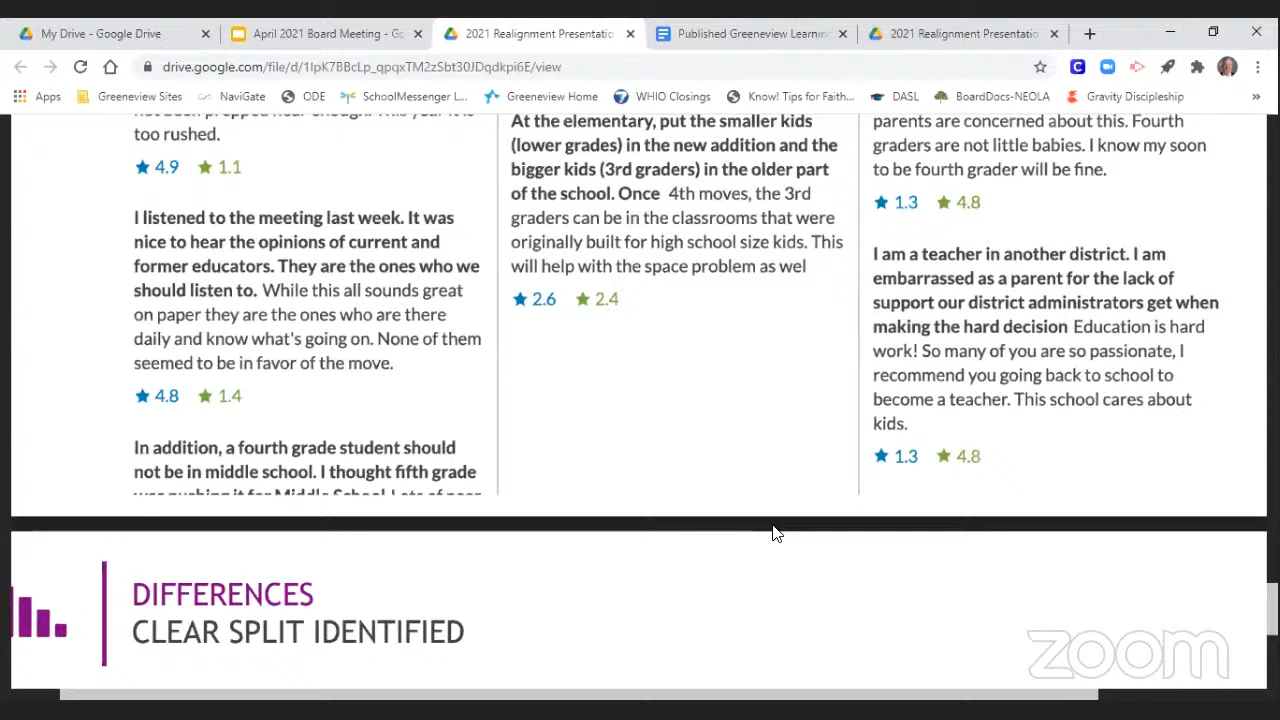 My Drive - Google Drive
April 2021 Board Meeting - Go
2021 Realignment Presentatio
Published Greeneview Learnin
2021 Realignment Presentatio
drive.google.com/file/d/1IpK7BBcLp_qpqxTM2zSbt30JDqdkpi6E/view
Apps
Greeneview Sites
NaviGate
ODE
SchoolMessenger L...
Greeneview Home
WHIO Closings
Know! Tips for Faith...
DASL
BoardDocs-NEOLA
Gravity Discipleship
too rushed.
4.9 1.1
I listened to the meeting last week. It was
nice to hear the opinions of current and
former educators. They are the ones who we
should listen to. While this all sounds great
on paper they are the ones who are there
daily and know what's going on. None of them
seemed to be in favor of the move.
4.8 1.4
In addition, a fourth grade student should
not be in middle school. I thought fifth grade
At the elementary, put the smaller kids
(lower grades) in the new addition and the
bigger kids (3rd graders) in the older part
of the school. Once 4th moves, the 3rd
graders can be in the classrooms that were
originally built for high school size kids. This
will help with the space problem as wel
2.6 2.4
parents are concerned about this. Fourth
graders are not little babies. I know my soon
to be fourth grader will be fine.
1.3 4.8
I am a teacher in another district. I am
embarrassed as a parent for the lack of
support our district administrators get when
making the hard decision Education is hard
work! So many of you are so passionate, I
recommend you going back to school to
become a teacher. This school cares about
kids.
1.3 4.8
DIFFERENCES
CLEAR SPLIT IDENTIFIED
zoom